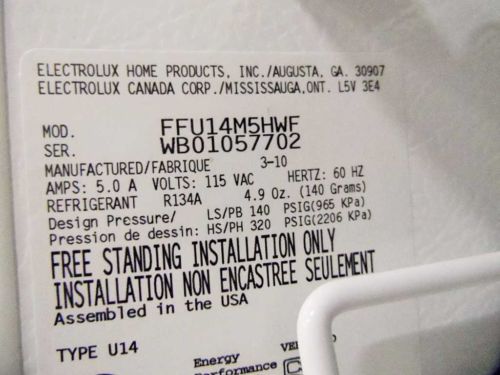 ELECTROLUX HOME PRODUCTS, INC./AUGUSTA, GA. 30907
ELECTROLUX CANADA CORP./MISSISSAUGA,ONT. L5V 3E4
MOD. FFU14M5HWF
SER. WB01057702
MANUFACTURED/FABRIQUE 3-10
AMPS: 5.0 A VOLTS: 115 VAC HERTZ: 60 HZ
REFRIGERANT R134A 4.9 Oz. (140 Grams)
Design Pressure/ LS/PB 140 PSIG(965 KPa)
Pression de dessin: HS/PH 320 PSIG(2206 KPa)
FREE STANDING INSTALLATION ONLY
INSTALLATION NON ENCASTREE SEULEMENT
Assembled in the USA
TYPE U14
Energy